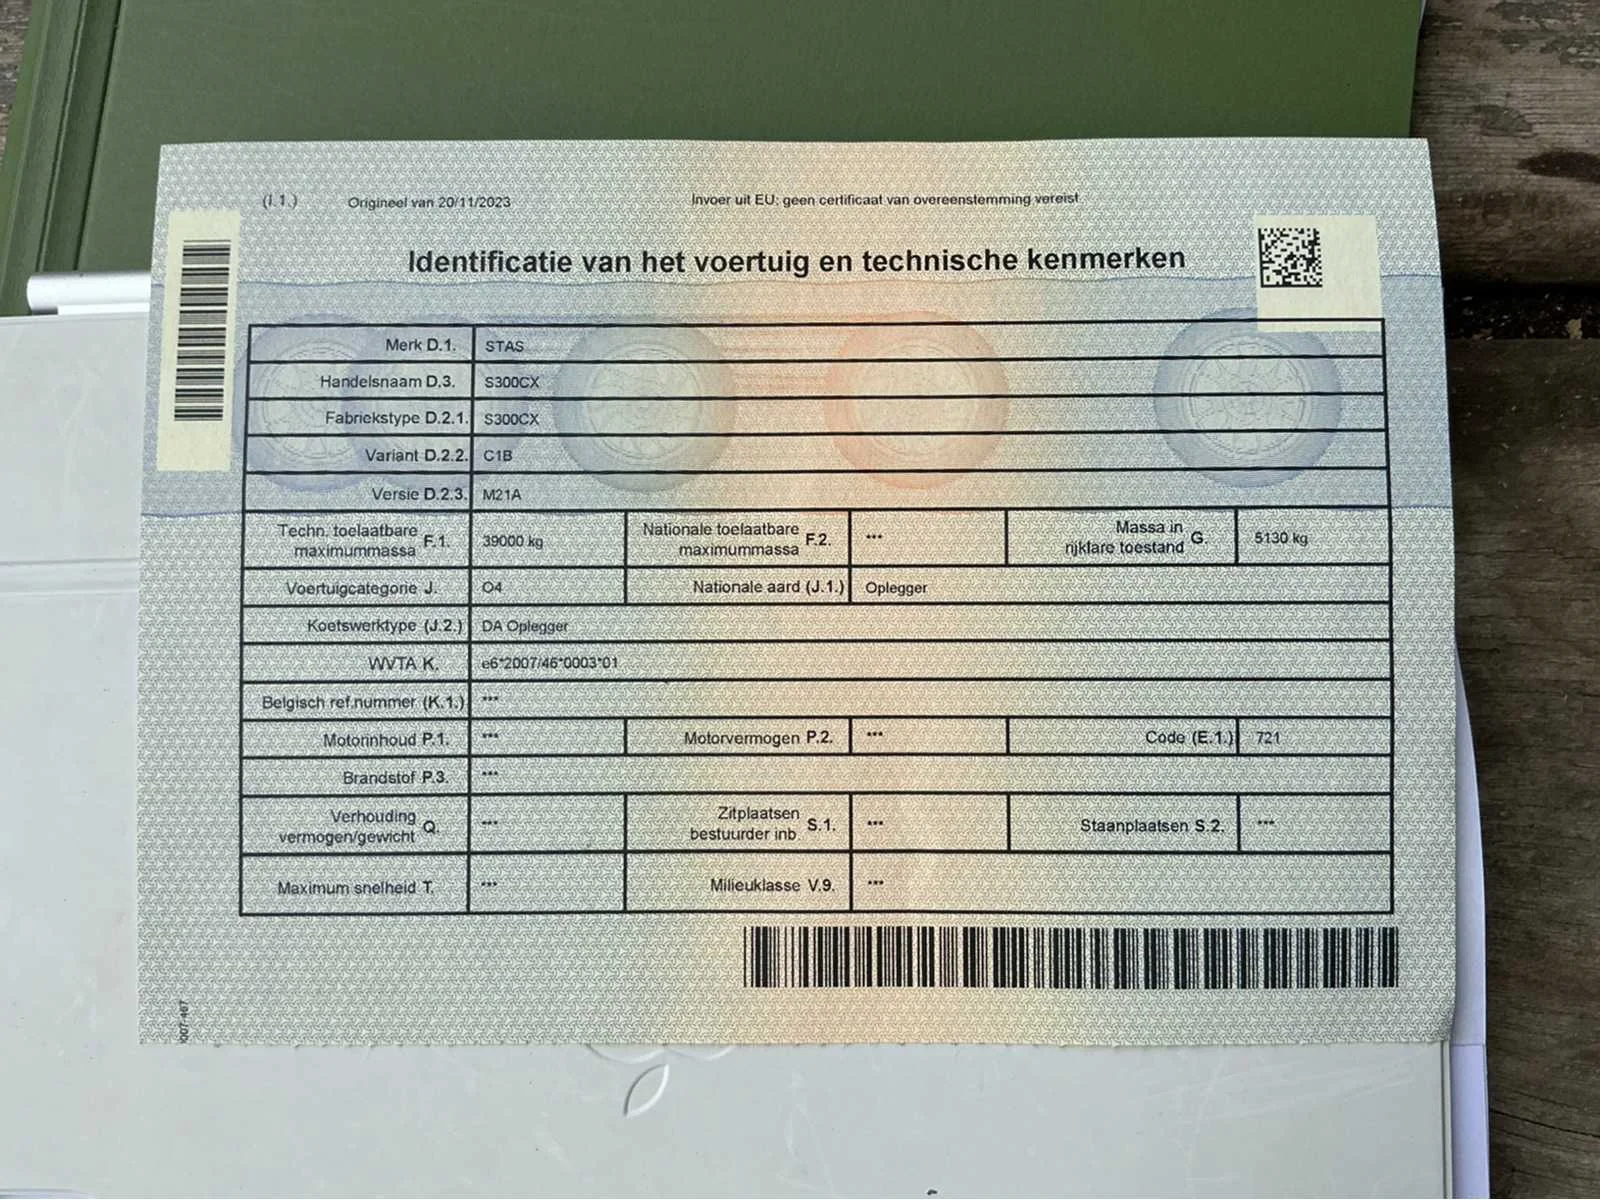 (I.1.) Origineel van 20/11/2023 Invoer uit EU: geen certificaat van overeenstemming vereist
Identificatie van het voertuig en technische kenmerken
Merk D.1. STAS
Handelsnaam D.3. S300CX
Fabriekstype D.2.1. S300CX
Variant D.2.2. C1B
Versie D.2.3. M21A
Techn. toelaatbare maximummassa F.1. 39000 kg Nationale toelaatbare maximummassa F.2. *** Massa in rijklare toestand G. 5130 kg
Voertuigcategorie J. O4 Nationale aard (J.1.) Oplegger
Koetswerktype (J.2.) DA Oplegger
WVTA K. e6*2007/46*0003*01
Belgisch ref.nummer (K.1.) ***
Motorinhoud P.1. *** Motorvermogen P.2. *** Code (E.1.) 721
Brandstof P.3. ***
Verhouding vermogen/gewicht Q. *** Zitplaatsen bestuurder inb. S.1. *** Staanplaatsen S.2. ***
Maximum snelheid T. *** Milieuklasse V.9. ***